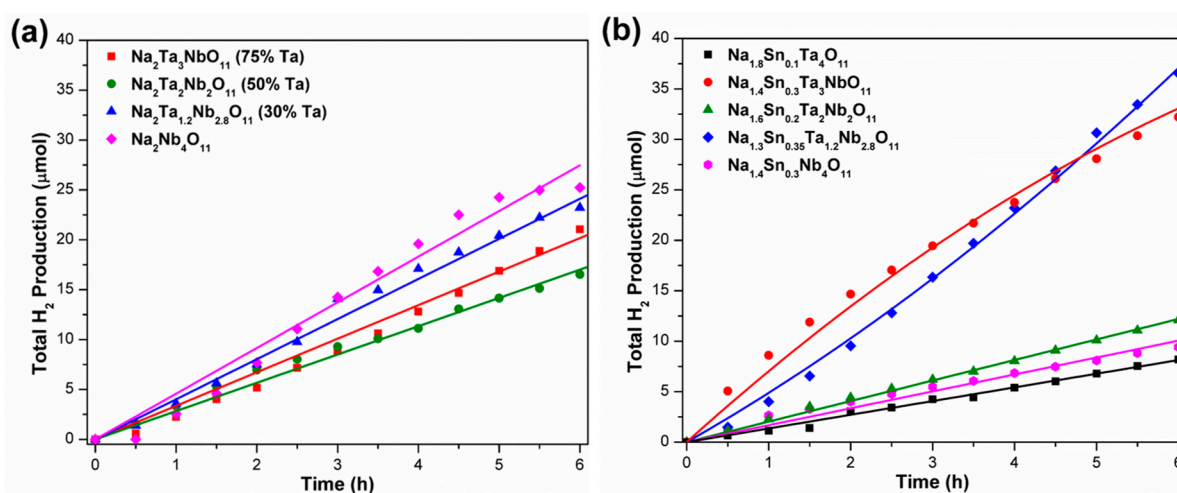 (a)
Total H₂ Production (µmol)
40
35
30
25
20
15
10
5
0
Na₂Ta₃NbO₁₁ (75% Ta)
Na₂Ta₂Nb₂O₁₁ (50% Ta)
Na₂Ta₁.₂Nb₂.₈O₁₁ (30% Ta)
Na₂Nb₄O₁₁
0 1 2 3 4 5 6
Time (h)
(b)
Total H₂ Production (µmol)
40
35
30
25
20
15
10
5
0
Na₁.₈Sn₀.₁Ta₄O₁₁
Na₁.₄Sn₀.₃Ta₃NbO₁₁
Na₁.₆Sn₀.₂Ta₂Nb₂O₁₁
Na₁.₃Sn₀.₃₅Ta₁.₂Nb₂.₈O₁₁
Na₁.₄Sn₀.₃Nb₄O₁₁
0 1 2 3 4 5 6
Time (h)